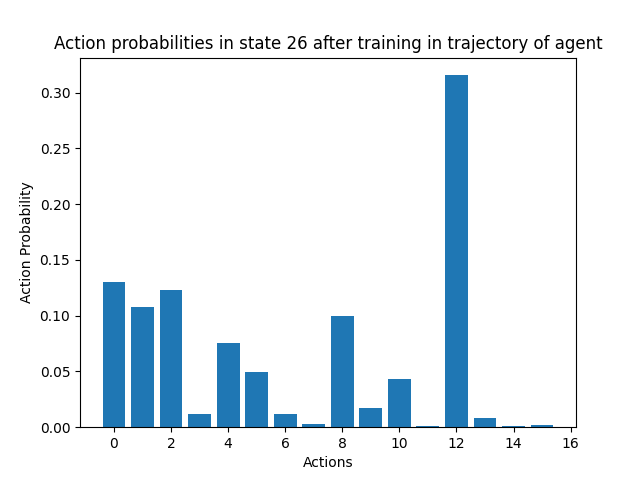 Action probabilities in state 26 after training in trajectory of agent
0.30
0.25
0.20
0.15
0.10
0.05
0.00
Action Probability
0 2 4 6 8 10 12 14 16
Actions